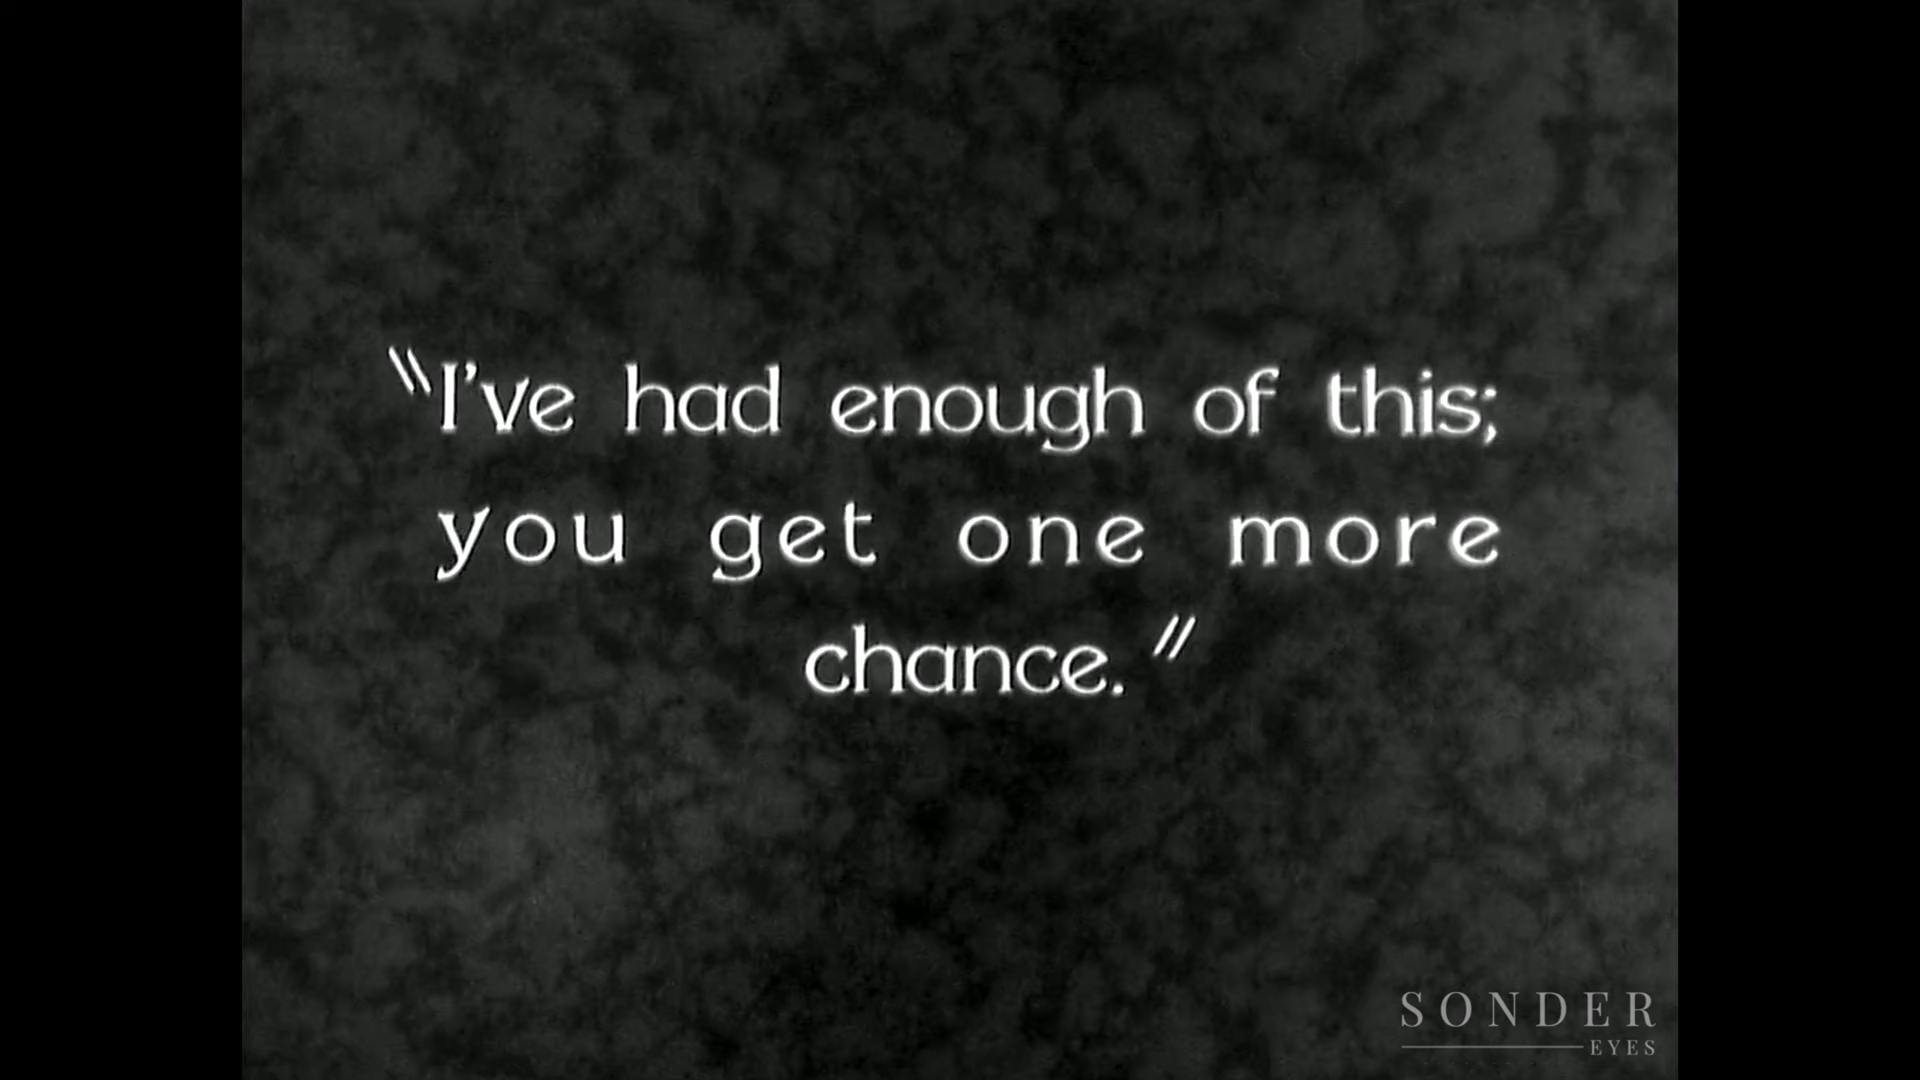 "I've had enough of this;
you get one more
chance."
SONDER
EYES